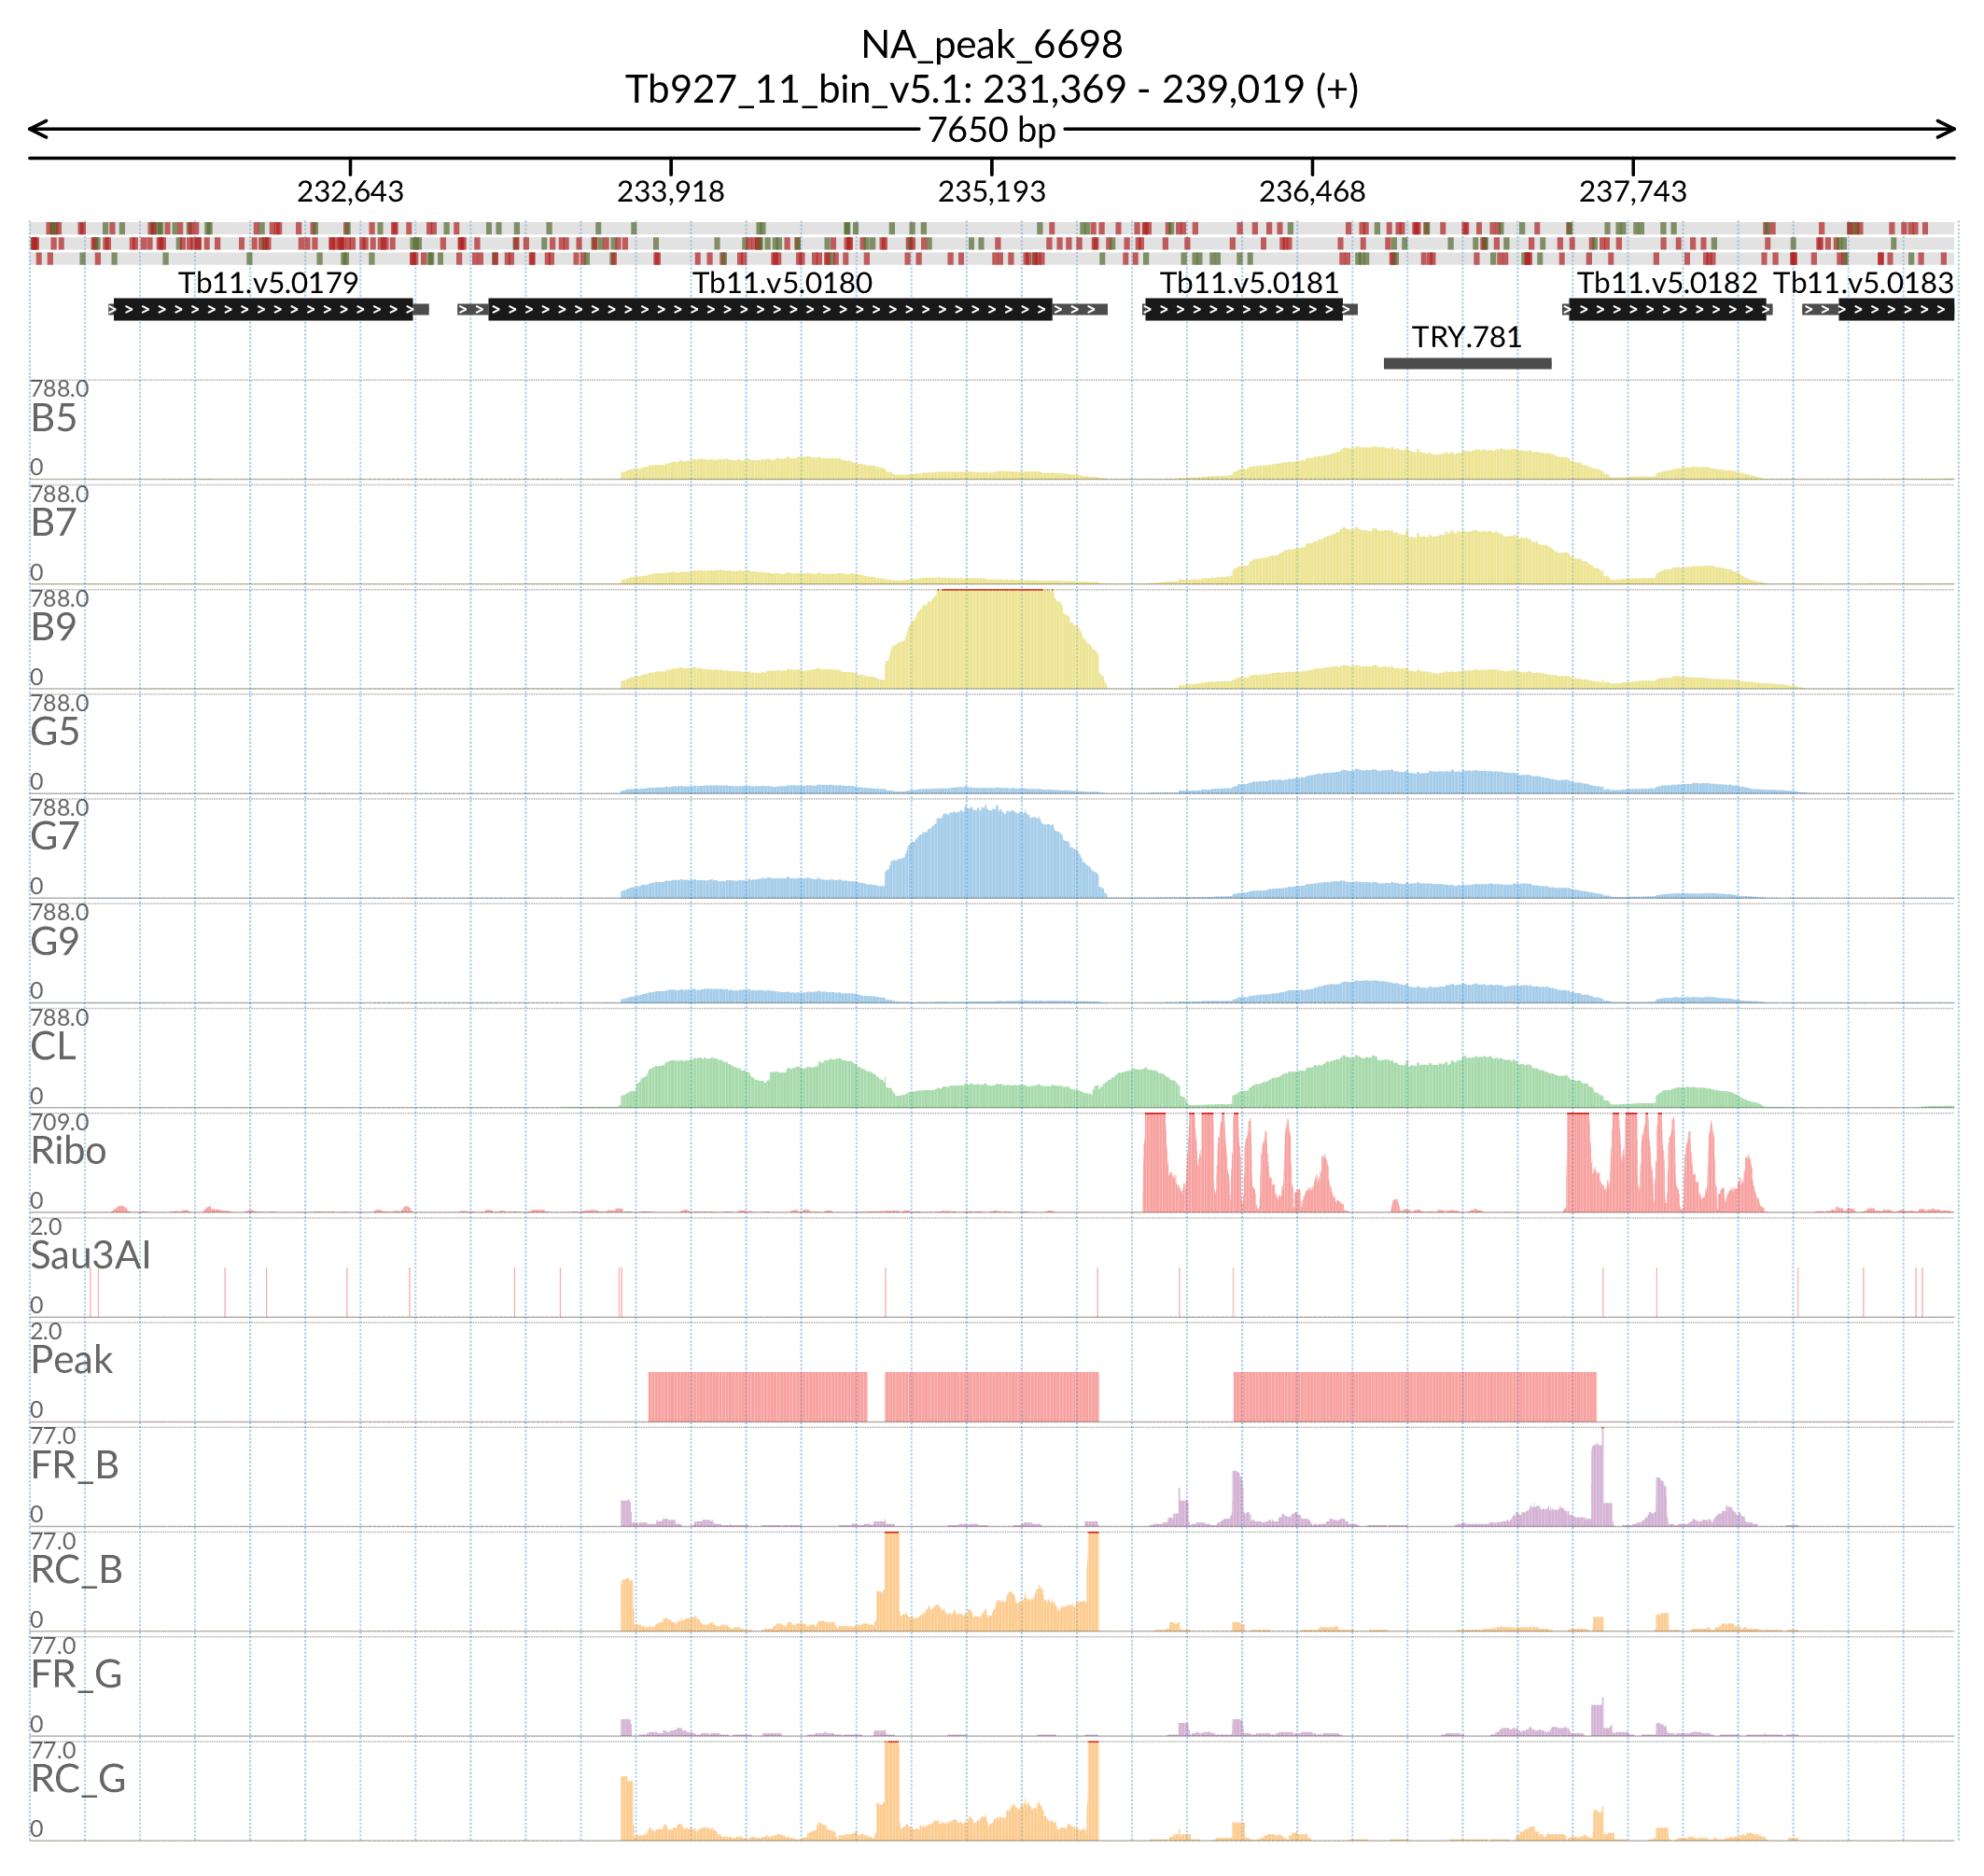 NA_peak_6698
Tb927_11_bin_v5.1: 231,369 - 239,019 (+)
7650 bp
232,643 233,918 235,193 236,468 237,743
Tb11.v5.0179 Tb11.v5.0180 Tb11.v5.0181 Tb11.v5.0182 Tb11.v5.0183
TRY.781
788.0
B5
0
788.0
B7
0
788.0
B9
0
788.0
G5
0
788.0
G7
0
788.0
G9
0
788.0
CL
0
709.0
Ribo
0
2.0
Sau3AI
0
2.0
Peak
0
77.0
FR_B
0
77.0
RC_B
0
77.0
FR_G
0
77.0
RC_G
0